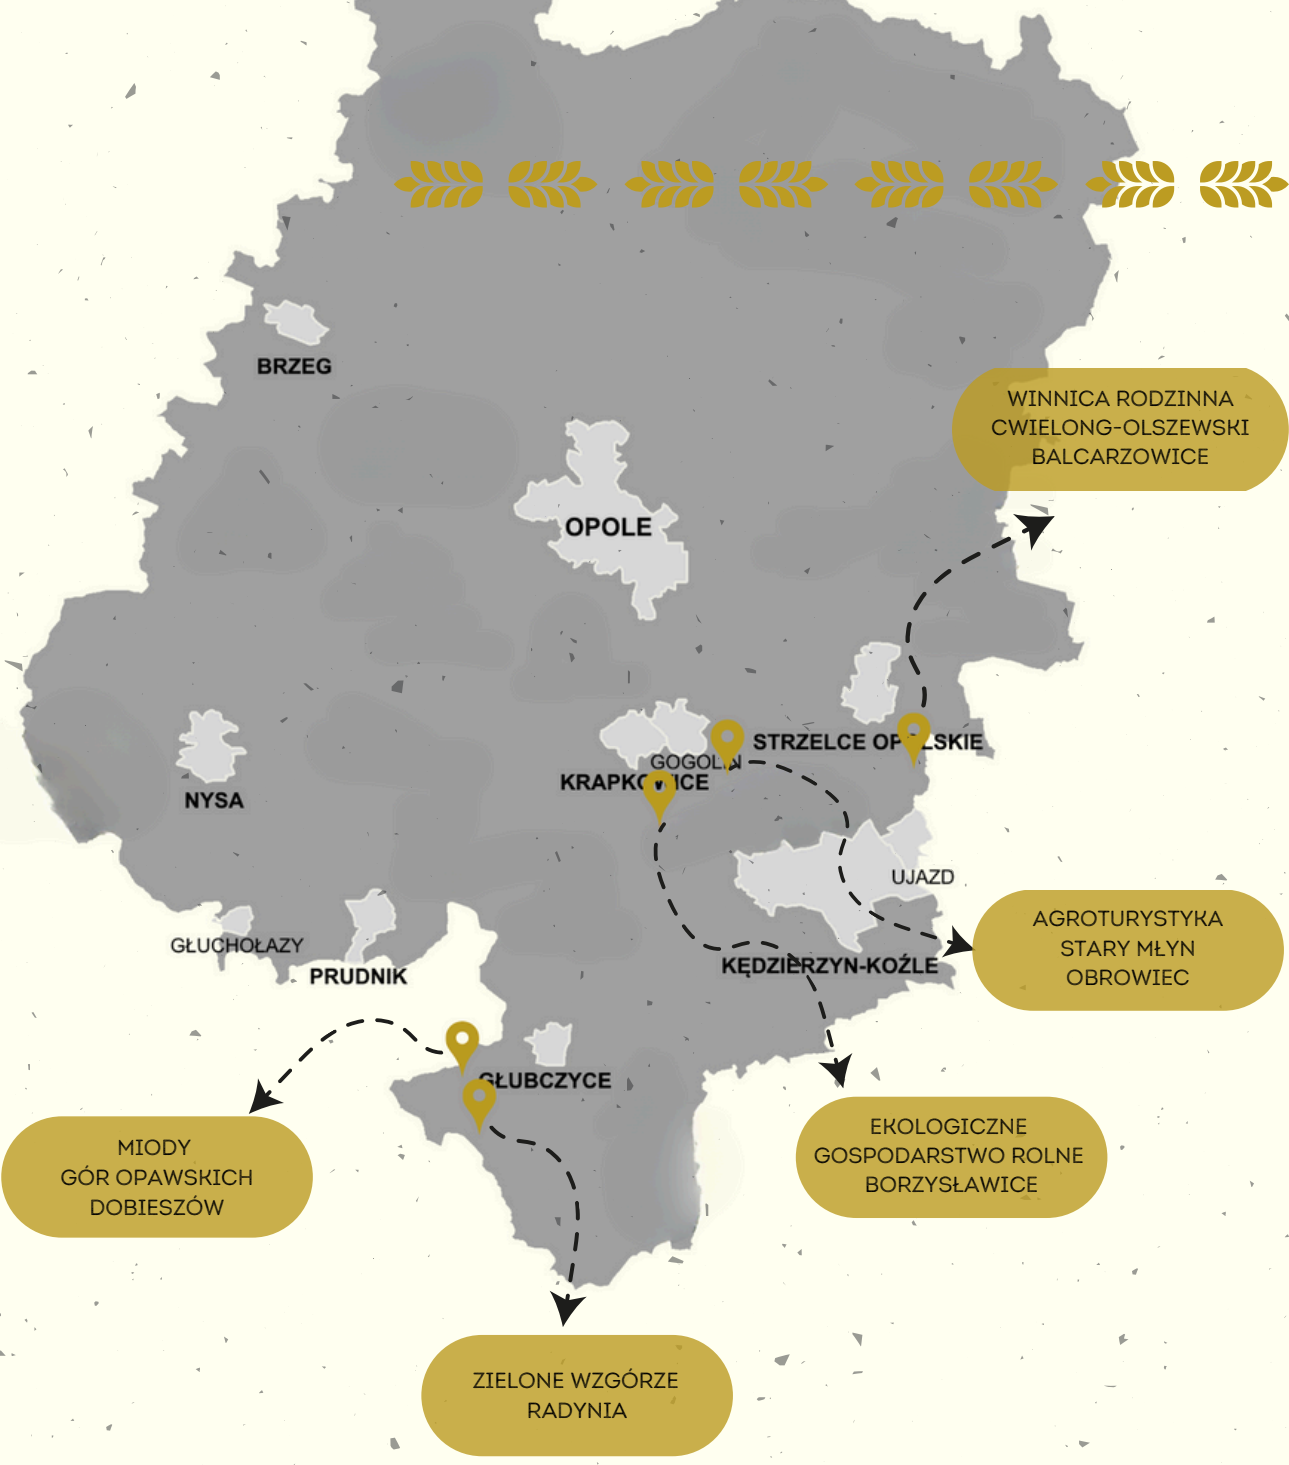 BRZEG
WINNICA RODZINNA
CWIELONG-OLSZEWSKI
BALCARZOWICE
OPOLE
STRZELCE OPOLSKIE
GOGOLIN
KRAPKOWICE
NYSA
UJAZD
GŁUCHOŁAZY
PRUDNIK
KĘDZIERZYN-KOŹLE
AGROTURYSTYKA
STARY MŁYN
OBROWIEC
GŁUBCZYCE
MIODY
GÓR OPAWSKICH
DOBIESZÓW
EKOLOGICZNE
GOSPODARSTWO ROLNE
BORZYSŁAWICE
ZIELONE WZGÓRZE
RADYNIA